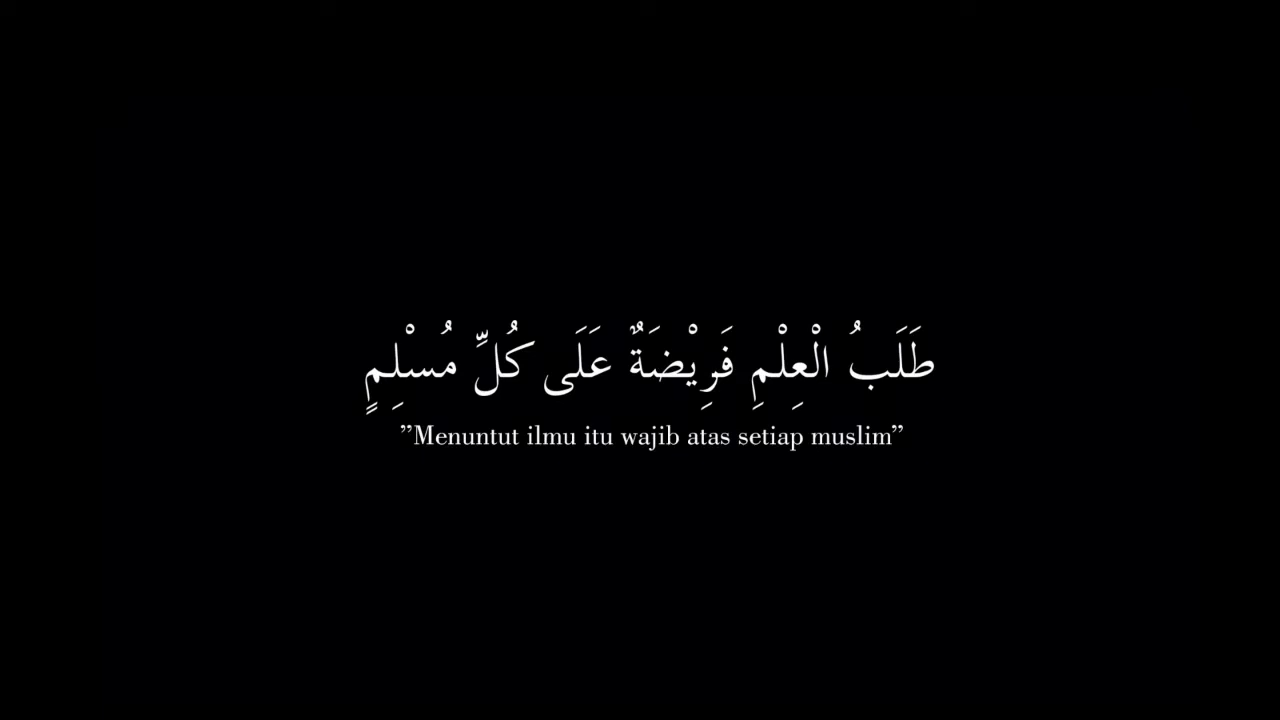 طَلَبُ الْعِلْمِ فَرِيْضَةٌ عَلَى كُلِّ مُسْلِمٍ
”Menuntut ilmu itu wajib atas setiap muslim”